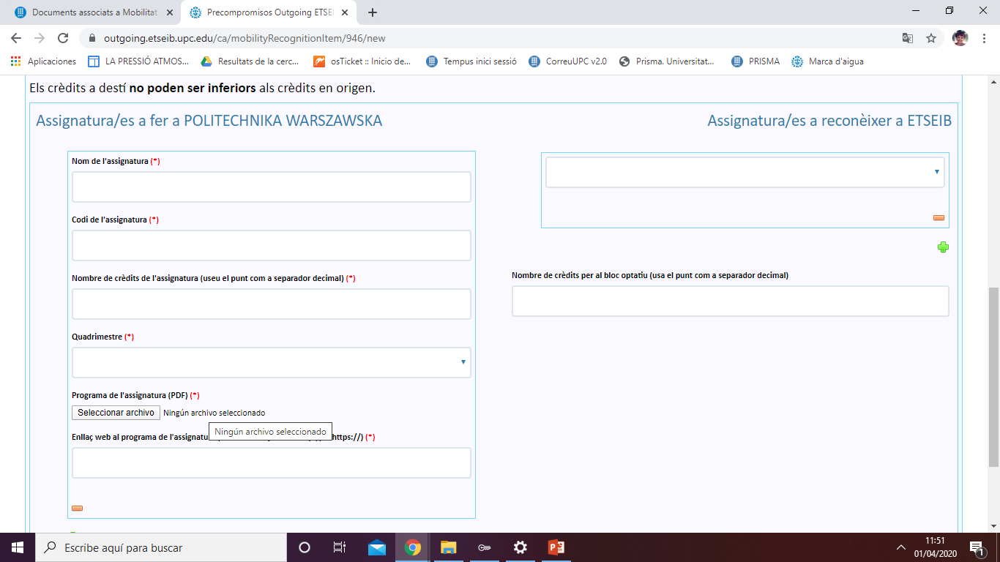 Documents associats a Mobilitat
Precompromisos Outgoing ETSEI
outgoing.etseib.upc.edu/ca/mobilityRecognitionItem/946/new
Aplicaciones
LA PRESSIÓ ATMOS...
Resultats de la cerc...
osTicket :: Inicio de...
Tempus inici sessió
CorreuUPC v2.0
Prisma. Universitat...
PRISMA
Marca d'aigua
Els crèdits a destí no poden ser inferiors als crèdits en origen.
Assignatura/es a fer a POLITECHNIKA WARSZAWSKA
Assignatura/es a reconèixer a ETSEIB
Nom de l'assignatura (*)
Codi de l'assignatura (*)
Nombre de crèdits de l'assignatura (useu el punt com a separador decimal) (*)
Nombre de crèdits per al bloc optatiu (usa el punt com a separador decimal)
Quadrimestre (*)
Programa de l'assignatura (PDF) (*)
Seleccionar archivo
Ningún archivo seleccionado
Ningún archivo seleccionado
Enllaç web al programa de l'assignatura https://) (*)
Escribe aquí para buscar
11:51
01/04/2020
1